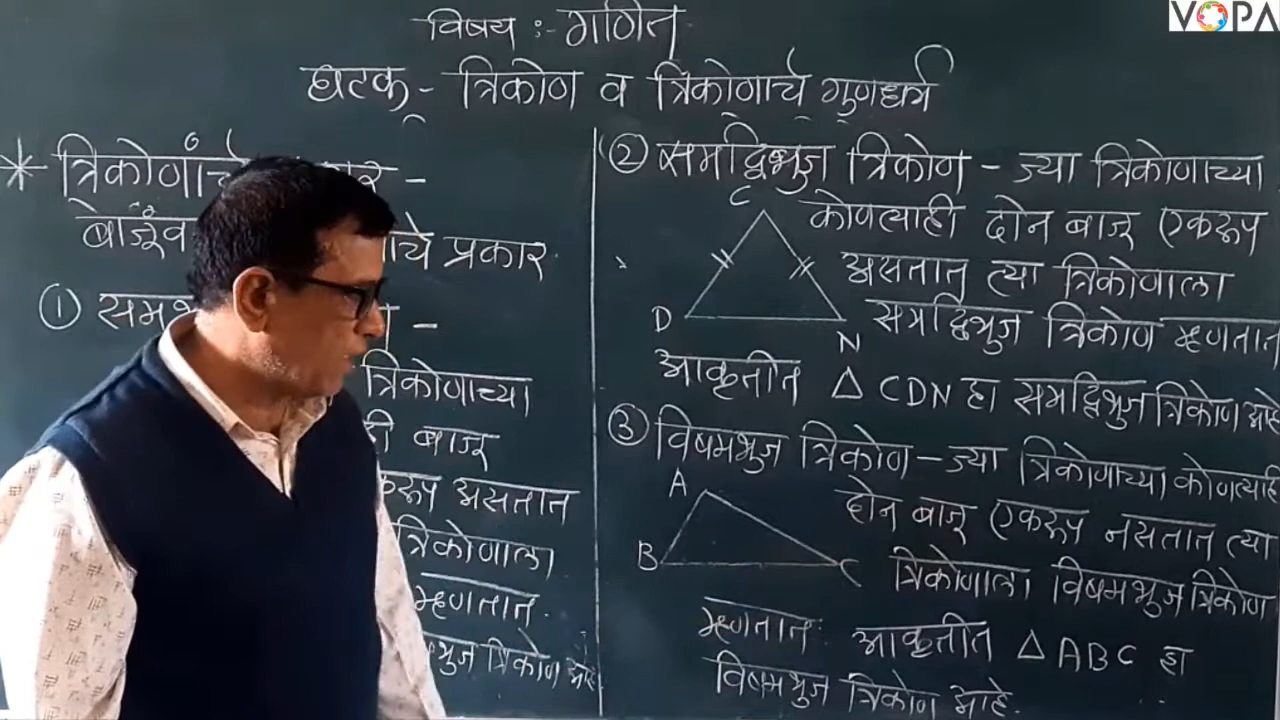 VOPA
विषय :- गणित
घटक - त्रिकोण व त्रिकोणाचे गुणधर्म
* त्रिकोणांचे -
प्रकार
①
-
त्रिकोणाच्या
बाजू
असतात
त्रिकोणाला
म्हणतात.
त्रिकोण आहे
② समद्विभुज त्रिकोण - ज्या त्रिकोणाच्या
कोणत्याही दोन बाजू एकरूप
असतात त्या त्रिकोणाला
समद्विभुज त्रिकोण म्हणतात
C
D
N
आकृतीत △ CDN हा समद्विभुज त्रिकोण आहे
③ विषमभुज त्रिकोण - ज्या त्रिकोणाच्या कोणत्याही
दोन बाजू एकरूप नसतात त्या
त्रिकोणाला विषमभुज त्रिकोण
A
B
C
म्हणतात. आकृतीत △ ABC हा
विषमभुज त्रिकोण आहे.